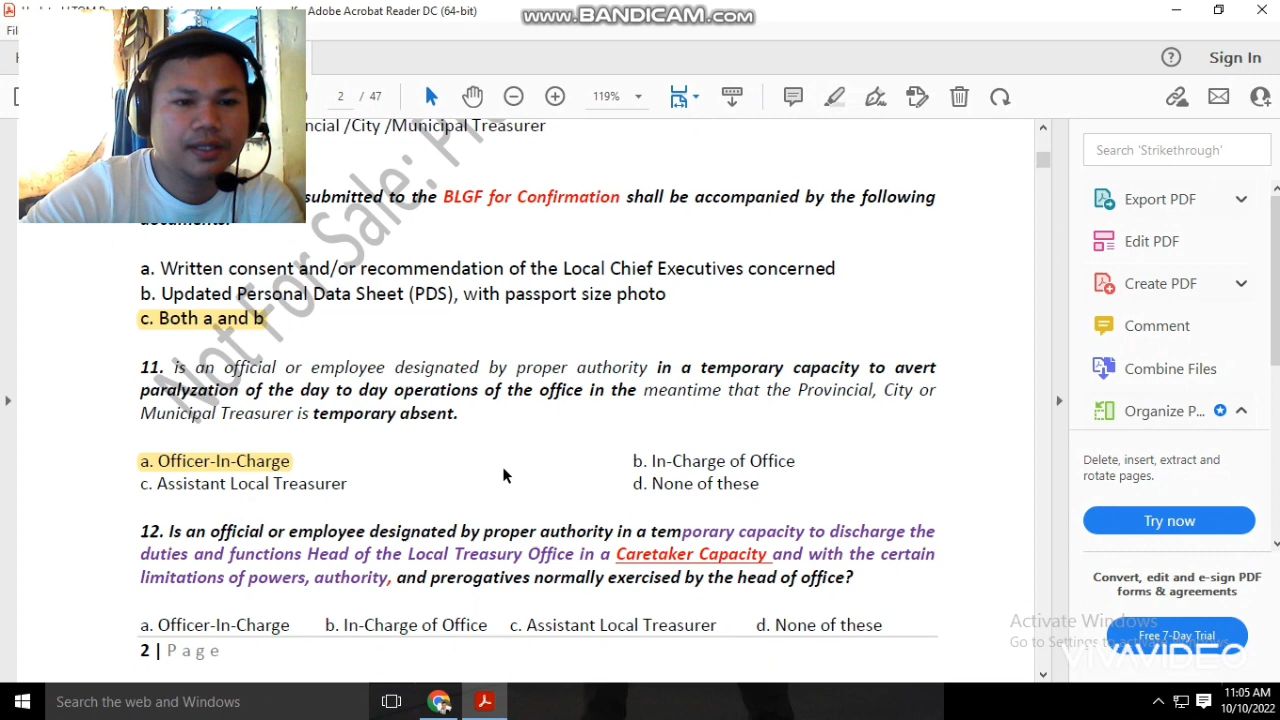 Adobe Acrobat Reader DC (64-bit)
www.BANDICAM.com
Sign In
2 / 47
119%
/City /Municipal Treasurer
submitted to the BLGF for Confirmation shall be accompanied by the following
a. Written consent and/or recommendation of the Local Chief Executives concerned
b. Updated Personal Data Sheet (PDS), with passport size photo
c. Both a and b
11. is an official or employee designated by proper authority in a temporary capacity to avert
paralyzation of the day to day operations of the office in the meantime that the Provincial, City or
Municipal Treasurer is temporary absent.
a. Officer-In-Charge
b. In-Charge of Office
c. Assistant Local Treasurer
d. None of these
12. Is an official or employee designated by proper authority in a temporary capacity to discharge the
duties and functions Head of the Local Treasury Office in a Caretaker Capacity and with the certain
limitations of powers, authority, and prerogatives normally exercised by the head of office?
a. Officer-In-Charge b. In-Charge of Office c. Assistant Local Treasurer d. None of these
2 | P a g e
Not For Sale:
Search 'Strikethrough'
Export PDF
Edit PDF
Create PDF
Comment
Combine Files
Organize P...
Delete, insert, extract and
rotate pages.
Try now
Convert, edit and e-sign PDF
forms & agreements
Free 7-Day Trial
Activate Windows
Go to Settings to activate Windows.
VIVAVIDEO
Search the web and Windows
11:05 AM
10/10/2022